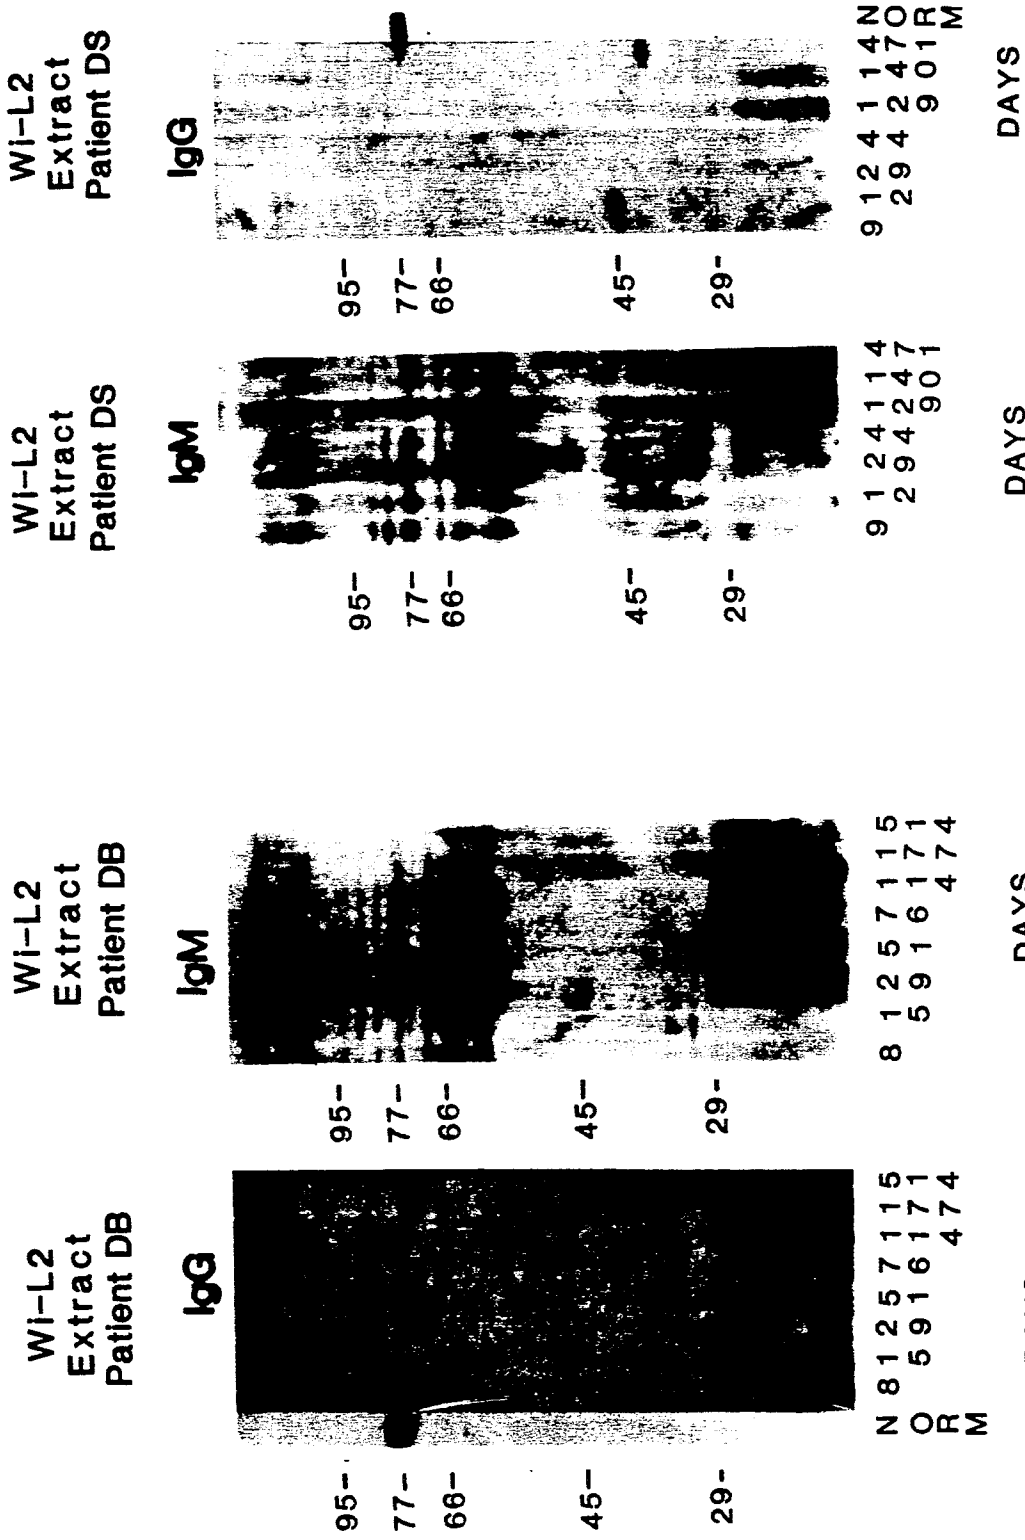 Wi-L2
Extract
Patient DB
IgG
95-
77-
66-
45-
29-
N 8 1 2 5 7 1 1 5
O 5 9 1 6 1 7 1
R 4 7 4
M
Wi-L2
Extract
Patient DB
IgM
95-
77-
66-
45-
29-
8 1 2 5 7 1 1 5
5 9 1 6 1 7 1
4 7 4
DAYS
Wi-L2
Extract
Patient DS
IgM
95-
77-
66-
45-
29-
9 1 2 4 1 1 4
2 9 4 2 4 7
9 0 1
DAYS
Wi-L2
Extract
Patient DS
IgG
95-
77-
66-
45-
29-
9 1 2 4 1 1 4 N
2 9 4 2 4 7 O
9 0 1 R
M
DAYS